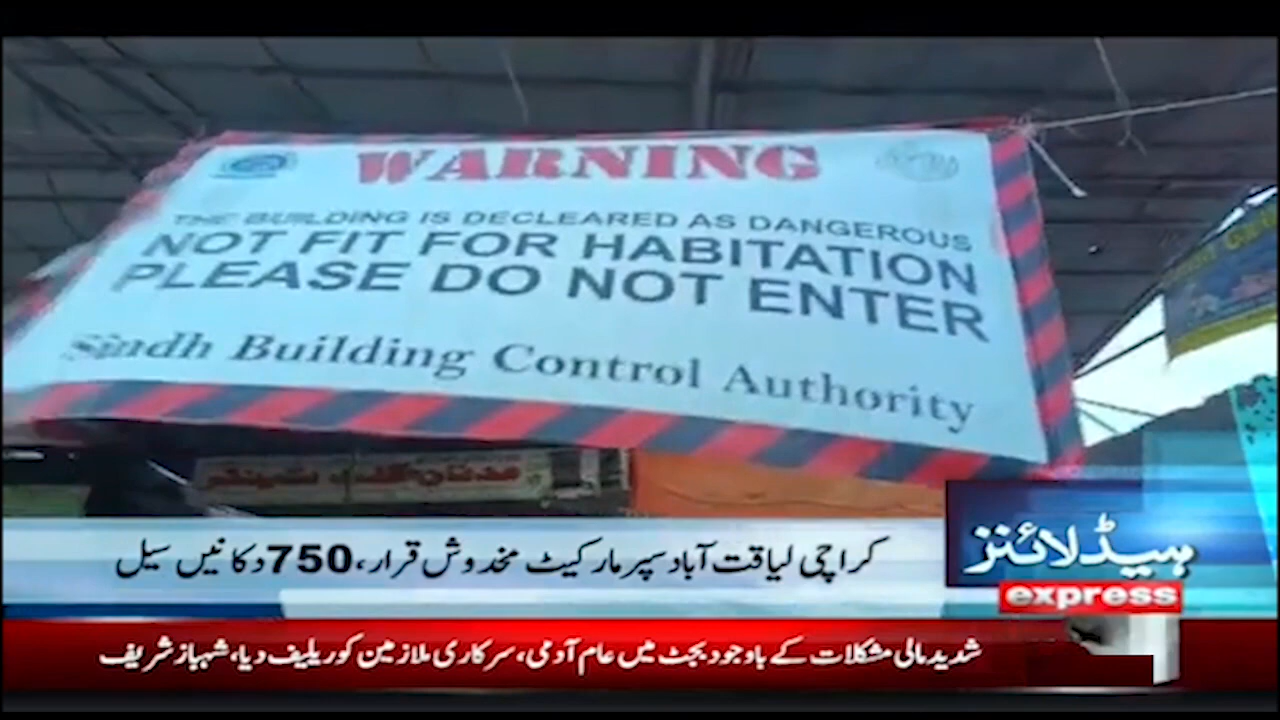 WARNING
THE BUILDING IS DECLEARED AS DANGEROUS
NOT FIT FOR HABITATION
PLEASE DO NOT ENTER
Sindh Building Control Authority
کراچی لیاقت آباد سپر مارکیٹ مخدوش قرار، 750 دکانیں سیل
ہیڈلائنز
express
شدید مالی مشکلات کے باوجود بجٹ میں عام آدمی، سرکاری ملازمین کو ریلیف دیا، شہباز شریف